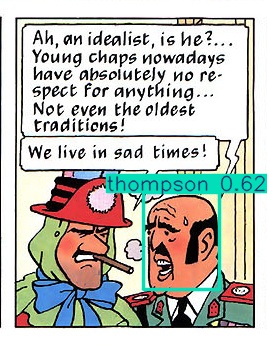 Ah, an idealist, is he?...
Young chaps nowadays
have absolutely no re-
spect for anything...
Not even the oldest
traditions!
We live in sad times!
thompson 0.62